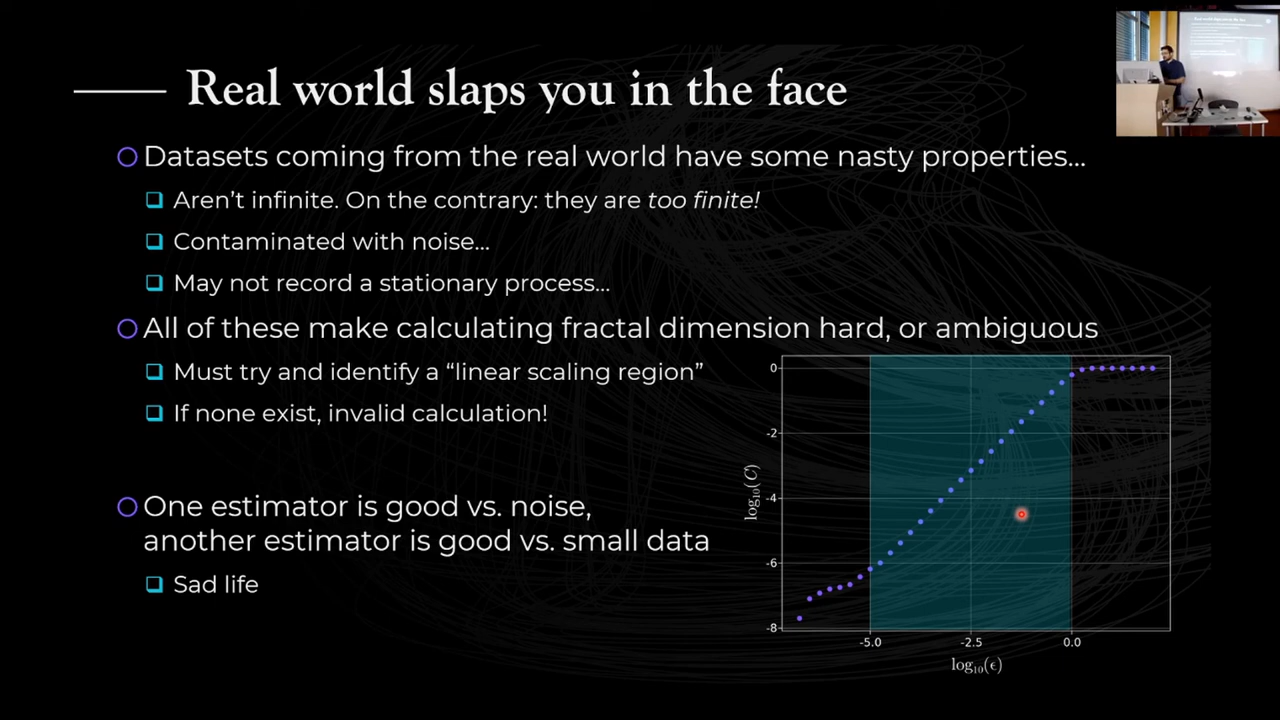 Real world slaps you in the face
Datasets coming from the real world have some nasty properties...
Aren't infinite. On the contrary: they are too finite!
Contaminated with noise...
May not record a stationary process...
All of these make calculating fractal dimension hard, or ambiguous
Must try and identify a “linear scaling region”
If none exist, invalid calculation!
One estimator is good vs. noise,
another estimator is good vs. small data
Sad life
0
-2
-4
-6
-8
log₁₀(C)
-5.0 -2.5 0.0
log₁₀(ϵ)